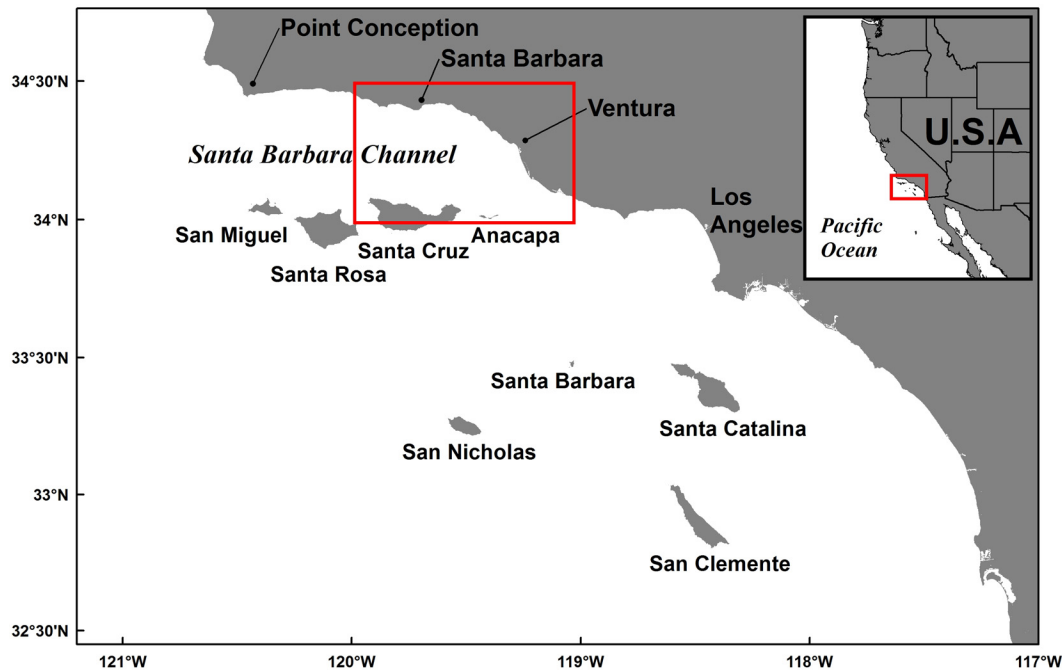 Point Conception
Santa Barbara
Ventura
Santa Barbara Channel
U.S.A
Pacific
Ocean
Los
Angeles
San Miguel
Santa Rosa
Santa Cruz
Anacapa
Santa Barbara
Santa Catalina
San Nicholas
San Clemente
34°30'N
34°N
33°30'N
33°N
32°30'N
121°W
120°W
119°W
118°W
117°W